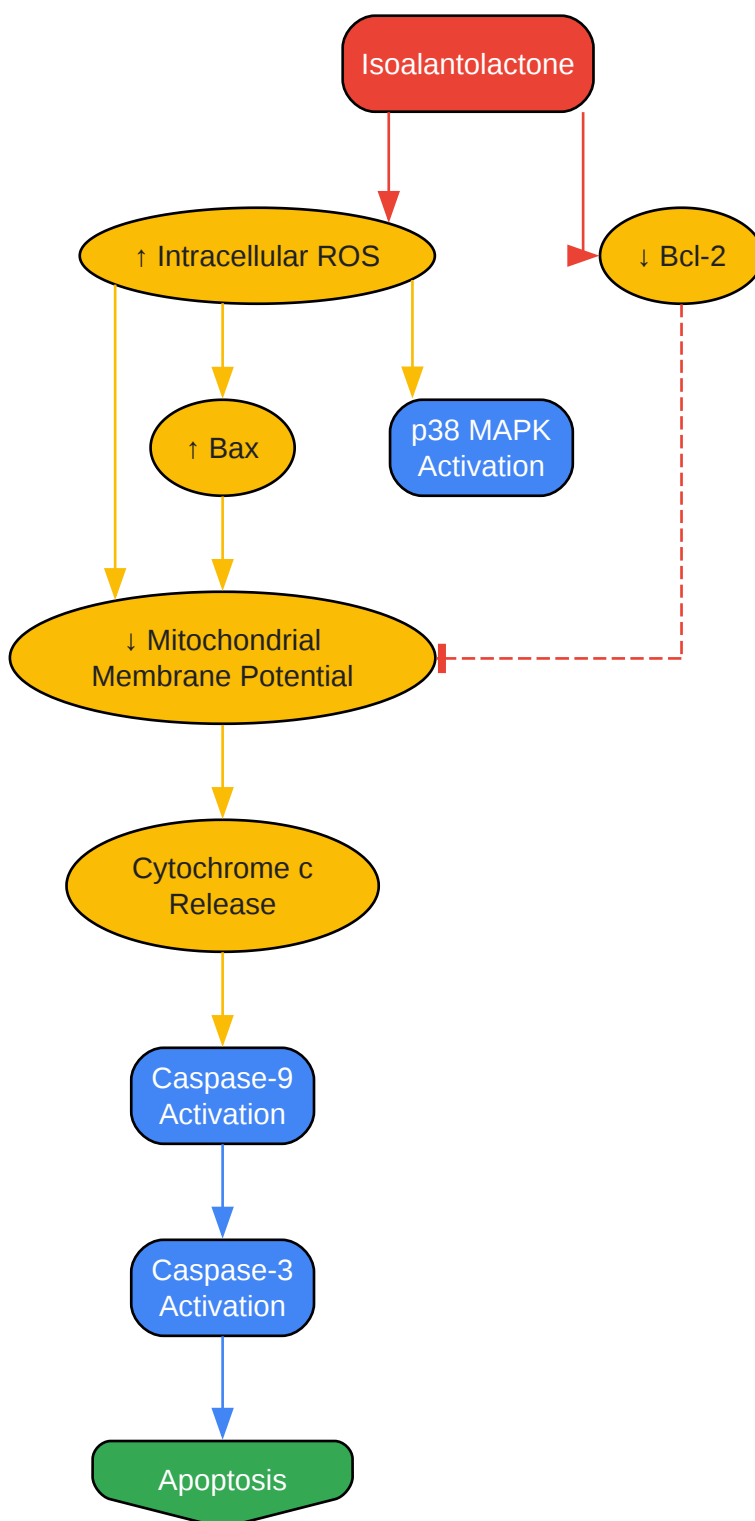 Isoalantolactone
↑ Intracellular ROS
↓ Bcl-2
↑ Bax
p38 MAPK
Activation
↓ Mitochondrial
Membrane Potential
Cytochrome c
Release
Caspase-9
Activation
Caspase-3
Activation
Apoptosis